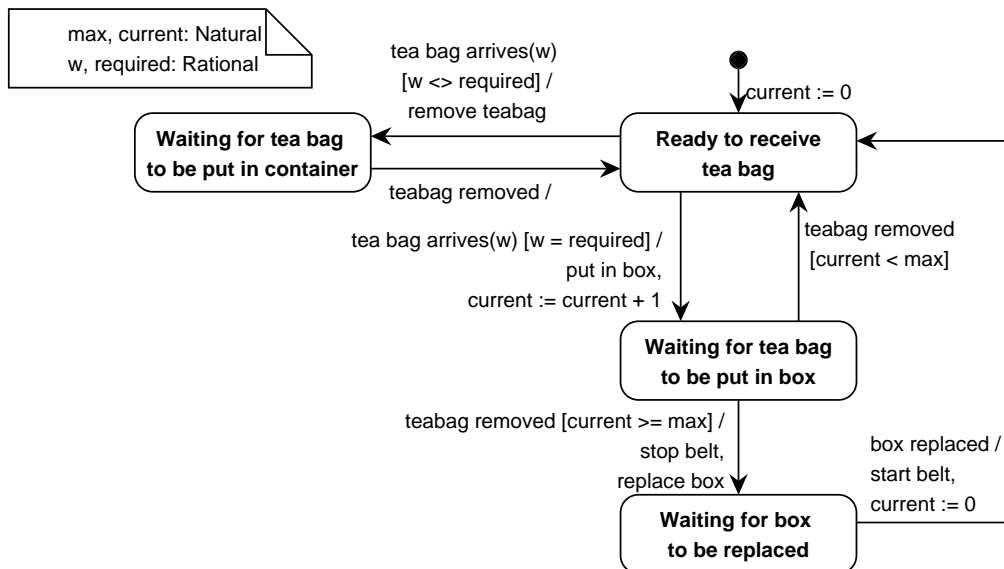 max, current: Natural
w, required: Rational
tea bag arrives(w)
[w <> required] /
remove teabag
current := 0
Waiting for tea bag
to be put in container
Ready to receive
tea bag
teabag removed /
tea bag arrives(w) [w = required] /
put in box,
current := current + 1
teabag removed
[current < max]
Waiting for tea bag
to be put in box
teabag removed [current >= max] /
stop belt,
replace box
box replaced /
start belt,
current := 0
Waiting for box
to be replaced